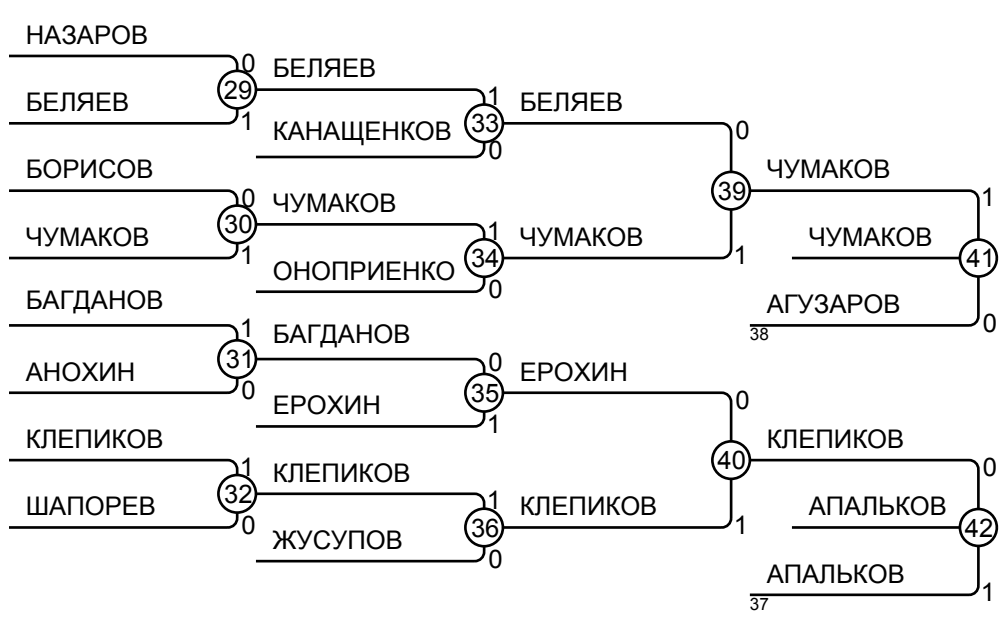 НАЗАРОВ
0
29
БЕЛЯЕВ
БЕЛЯЕВ
1
1
33
БЕЛЯЕВ
КАНАЩЕНКОВ
0
0
39
ЧУМАКОВ
БОРИСОВ
0
30
ЧУМАКОВ
ЧУМАКОВ
1
1
34
ЧУМАКОВ
1
ОНОПРИЕНКО
0
1
ЧУМАКОВ
41
АГУЗАРОВ
38
0
БАГДАНОВ
1
31
БАГДАНОВ
АНОХИН
0
0
35
ЕРОХИН
ЕРОХИН
1
0
40
КЛЕПИКОВ
КЛЕПИКОВ
1
32
КЛЕПИКОВ
ШАПОРЕВ
0
1
36
КЛЕПИКОВ
1
ЖУСУПОВ
0
0
АПАЛЬКОВ
42
АПАЛЬКОВ
37
1